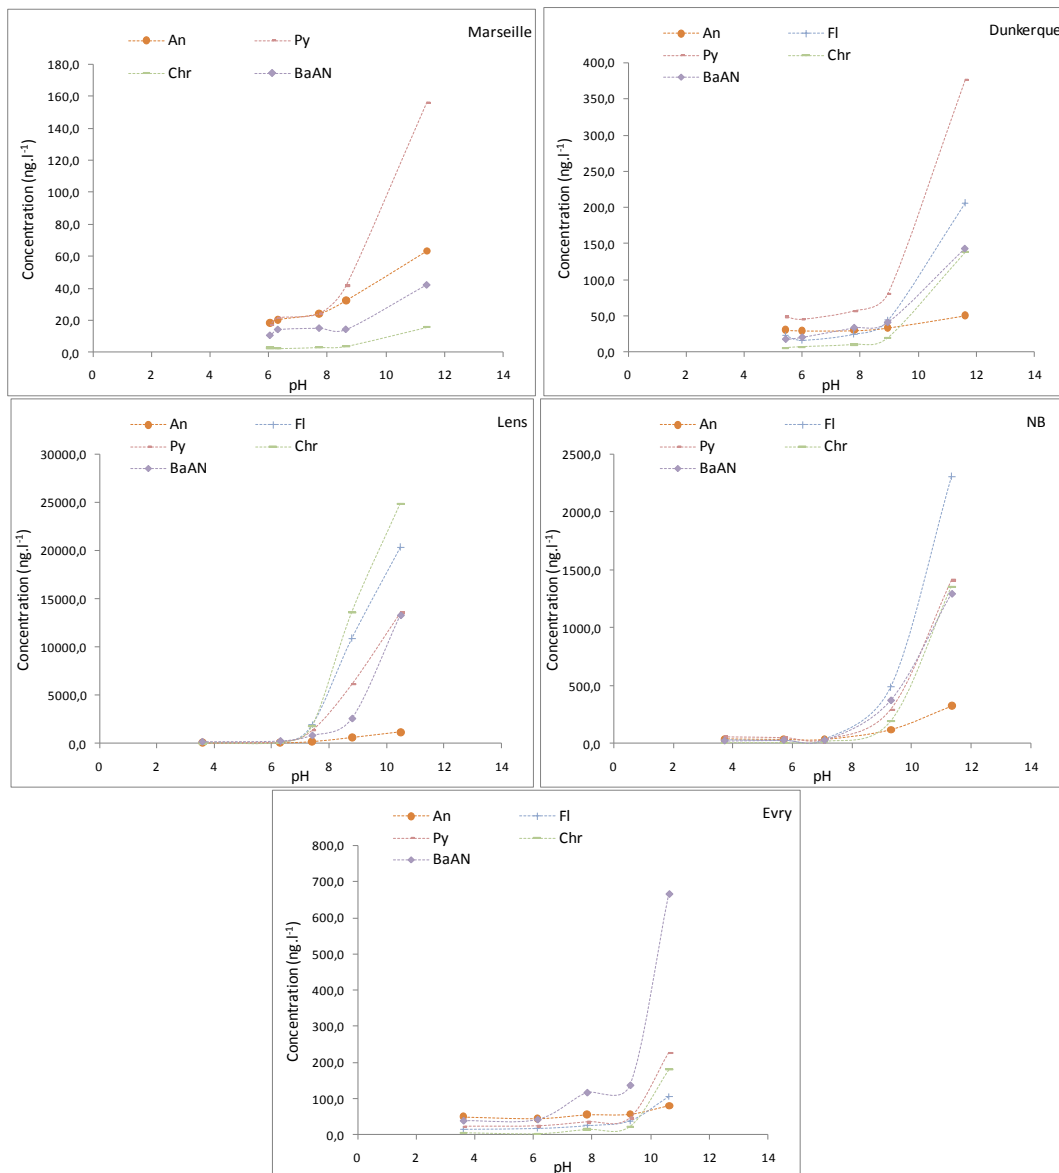 An Py Marseille
Chr BaAN
Concentration (ng.l-1)
180,0
160,0
140,0
120,0
100,0
80,0
60,0
40,0
20,0
0,0
0 2 4 6 8 10 12 14
pH
An Fl Dunkerque
Py Chr
BaAN
Concentration (ng.l-1)
400,0
350,0
300,0
250,0
200,0
150,0
100,0
50,0
0,0
0 2 4 6 8 10 12 14
pH
An Fl Lens
Py Chr
BaAN
Concentration (ng.l-1)
30000,0
25000,0
20000,0
15000,0
10000,0
5000,0
0,0
0 2 4 6 8 10 12 14
pH
An Fl NB
Py Chr
BaAN
Concentration (ng.l-1)
2500,0
2000,0
1500,0
1000,0
500,0
0,0
0 2 4 6 8 10 12 14
pH
An Fl Evry
Py Chr
BaAN
Concentration (ng.l-1)
800,0
700,0
600,0
500,0
400,0
300,0
200,0
100,0
0,0
0 2 4 6 8 10 12 14
pH